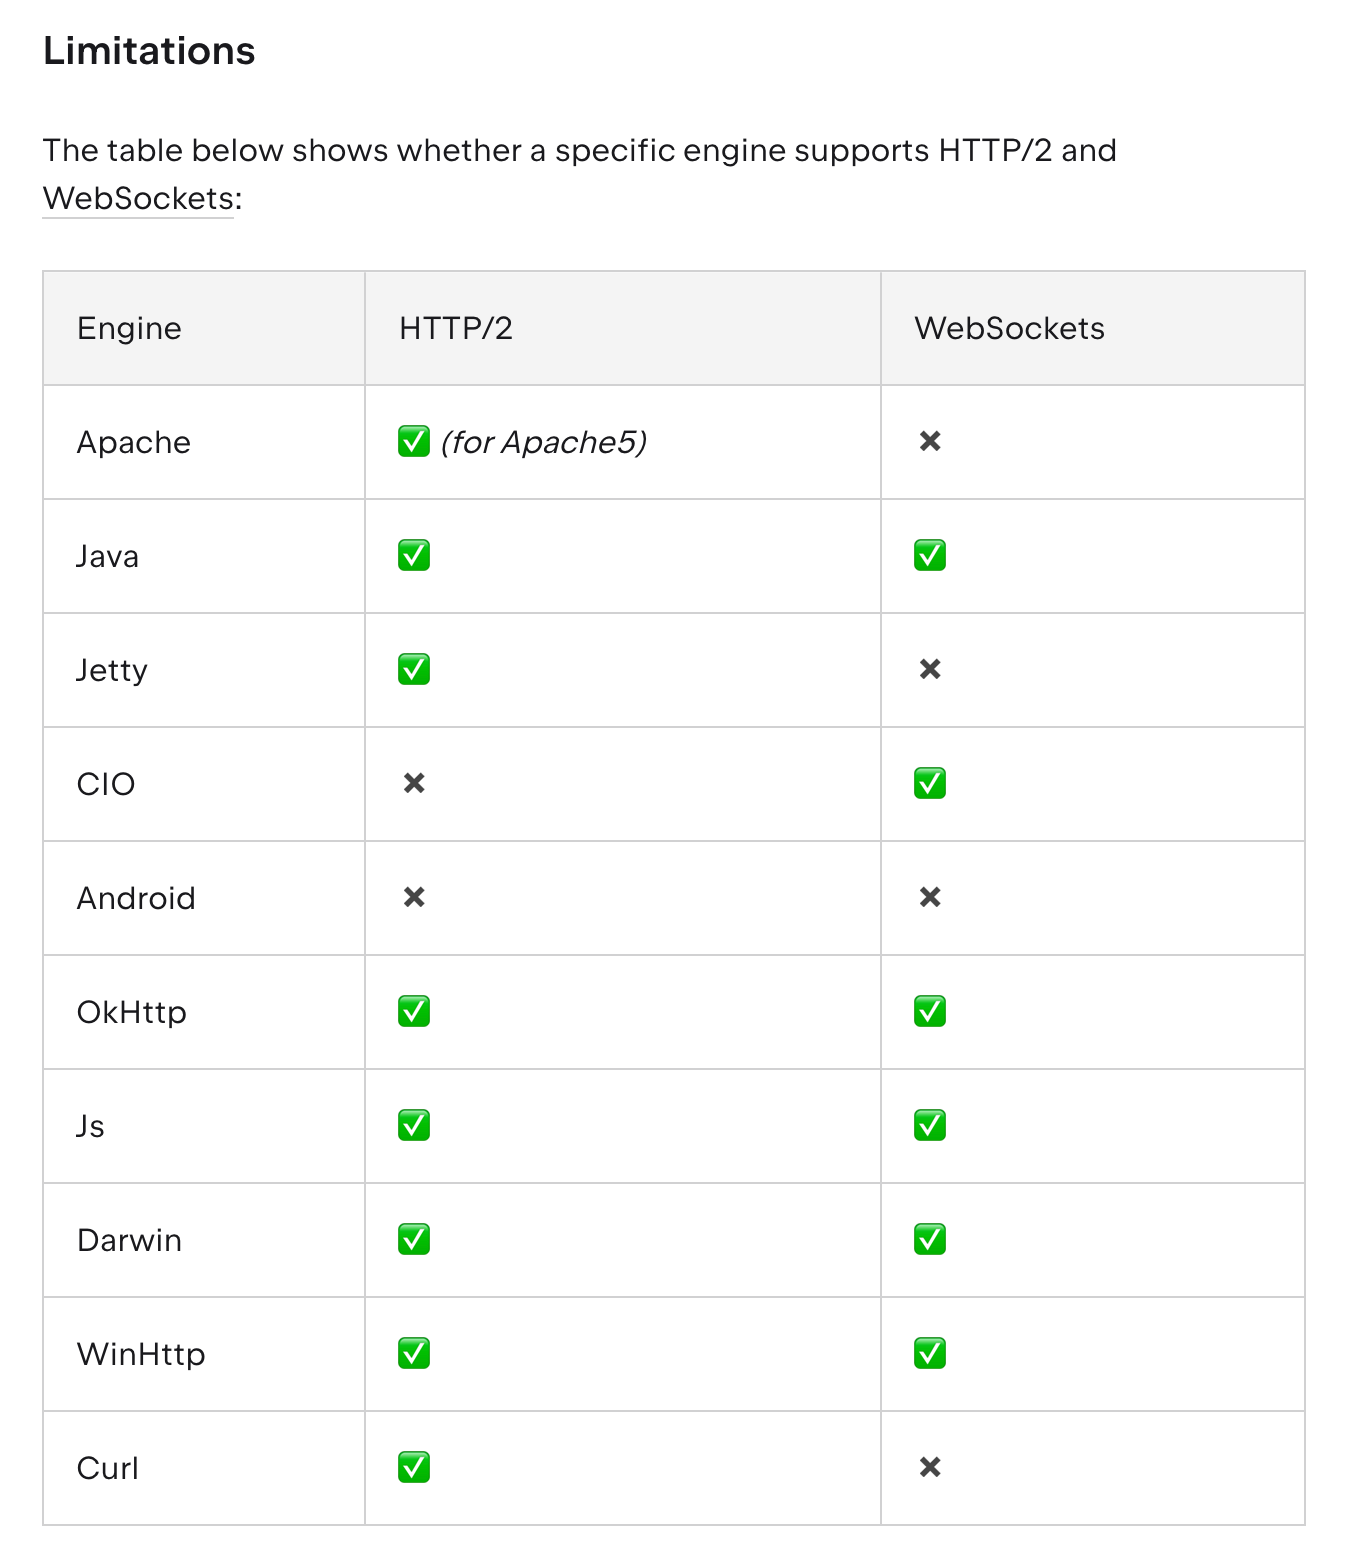 Limitations
The table below shows whether a specific engine supports HTTP/2 and
WebSockets:
Engine HTTP/2 WebSockets
Apache ✅ (for Apache5) ✖
Java ✅ ✅
Jetty ✅ ✖
CIO ✖ ✅
Android ✖ ✖
OkHttp ✅ ✅
Js ✅ ✅
Darwin ✅ ✅
WinHttp ✅ ✅
Curl ✅ ✖